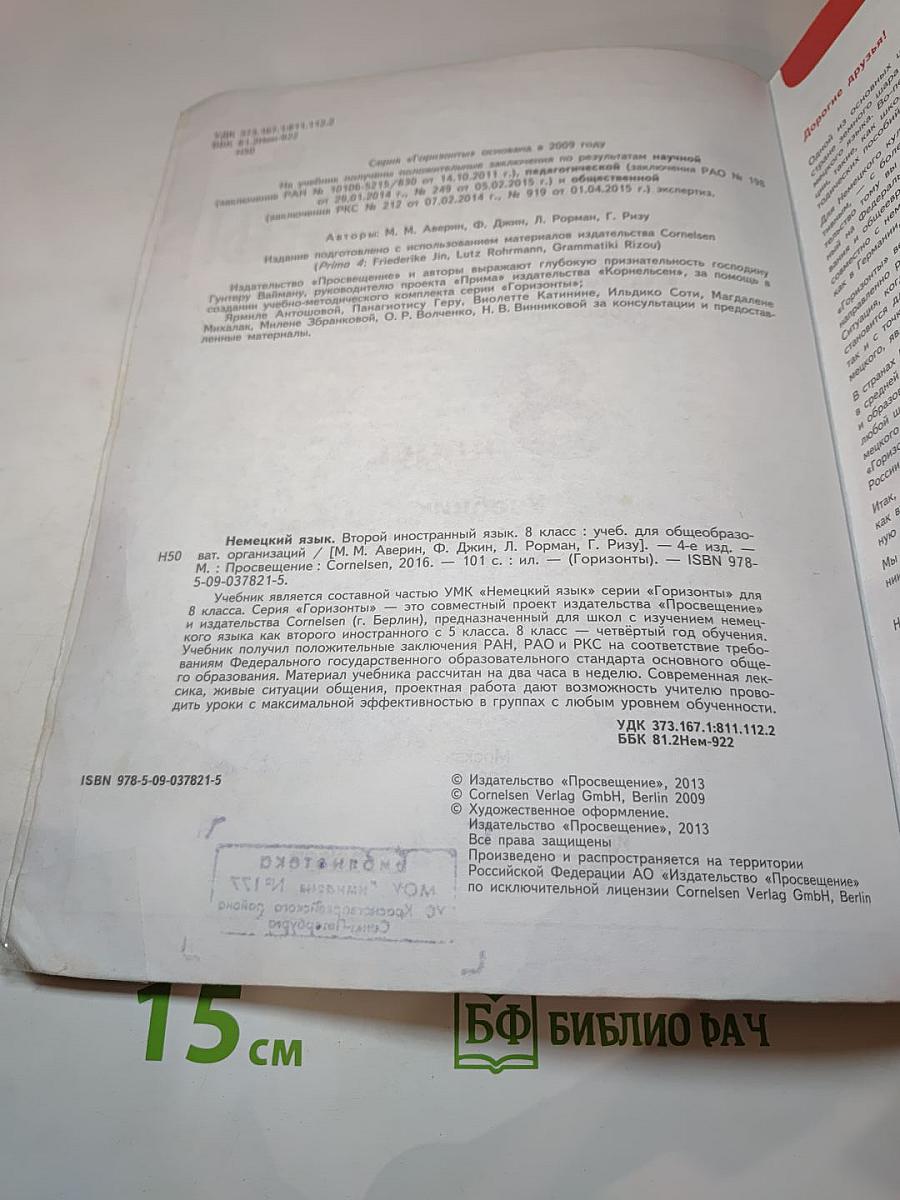 УДК 373.167.1:811.112.2
ББК 81.2Нем-922
Н50
Серия «Горизонты» основана в 2009 году
На учебник получены положительные заключения по результатам научной
(заключения РАН № 10106-5215/830 от 14.10.2011 г.), педагогической (заключения РАО № 198
от 29.01.2014 г., № 249 от 05.02.2015 г.) и общественной
(заключения РКС № 212 от 07.02.2014 г., № 919 от 01.04.2015 г.) экспертиз.
Авторы: М. М. Аверин, Ф. Джин, Л. Рорман, Г. Ризу
Издание подготовлено с использованием материалов издательства Cornelsen
(Prima 4; Friederike Jin, Lutz Rohrmann, Grammatiki Rizou)
Издательство «Просвещение» и авторы выражают глубокую признательность господину
Гунтеру Вайману, руководителю проекта «Прима» издательства «Корнельсен», за помощь в
создании учебно-методического комплекта серии «Горизонты»;
Ярмиле Антошовой, Панагиотису Геру, Виолетте Катинине, Ильдико Соти, Магдалене
Михалак, Милене Збранковой, О. Р. Волченко, Н. В. Винниковой за консультации и предостав-
ленные материалы.
Немецкий язык. Второй иностранный язык. 8 класс : учеб. для общеобразо-
Н50 ват. организаций / [М. М. Аверин, Ф. Джин, Л. Рорман, Г. Ризу]. — 4-е изд. —
М. : Просвещение : Cornelsen, 2016. — 101 с. : ил. — (Горизонты). — ISBN 978-
5-09-037821-5.
Учебник является составной частью УМК «Немецкий язык» серии «Горизонты» для
8 класса. Серия «Горизонты» — это совместный проект издательства «Просвещение»
и издательства Cornelsen (г. Берлин), предназначенный для школ с изучением немец-
кого языка как второго иностранного с 5 класса. 8 класс — четвёртый год обучения.
Учебник получил положительные заключения РАН, РАО и РКС на соответствие требо-
ваниям Федерального государственного образовательного стандарта основного обще-
го образования. Материал учебника рассчитан на два часа в неделю. Современная лек-
сика, живые ситуации общения, проектная работа дают возможность учителю прово-
дить уроки с максимальной эффективностью в группах с любым уровнем обученности.
УДК 373.167.1:811.112.2
ББК 81.2Нем-922
ISBN 978-5-09-037821-5
© Издательство «Просвещение», 2013
© Cornelsen Verlag GmbH, Berlin 2009
© Художественное оформление.
Издательство «Просвещение», 2013
Все права защищены
Произведено и распространяется на территории
Российской Федерации АО «Издательство «Просвещение»
по исключительной лицензии Cornelsen Verlag GmbH, Berlin
Дорогие друзья!
Одной из основных
стране земного шара
15 см
БФ БИБЛИО